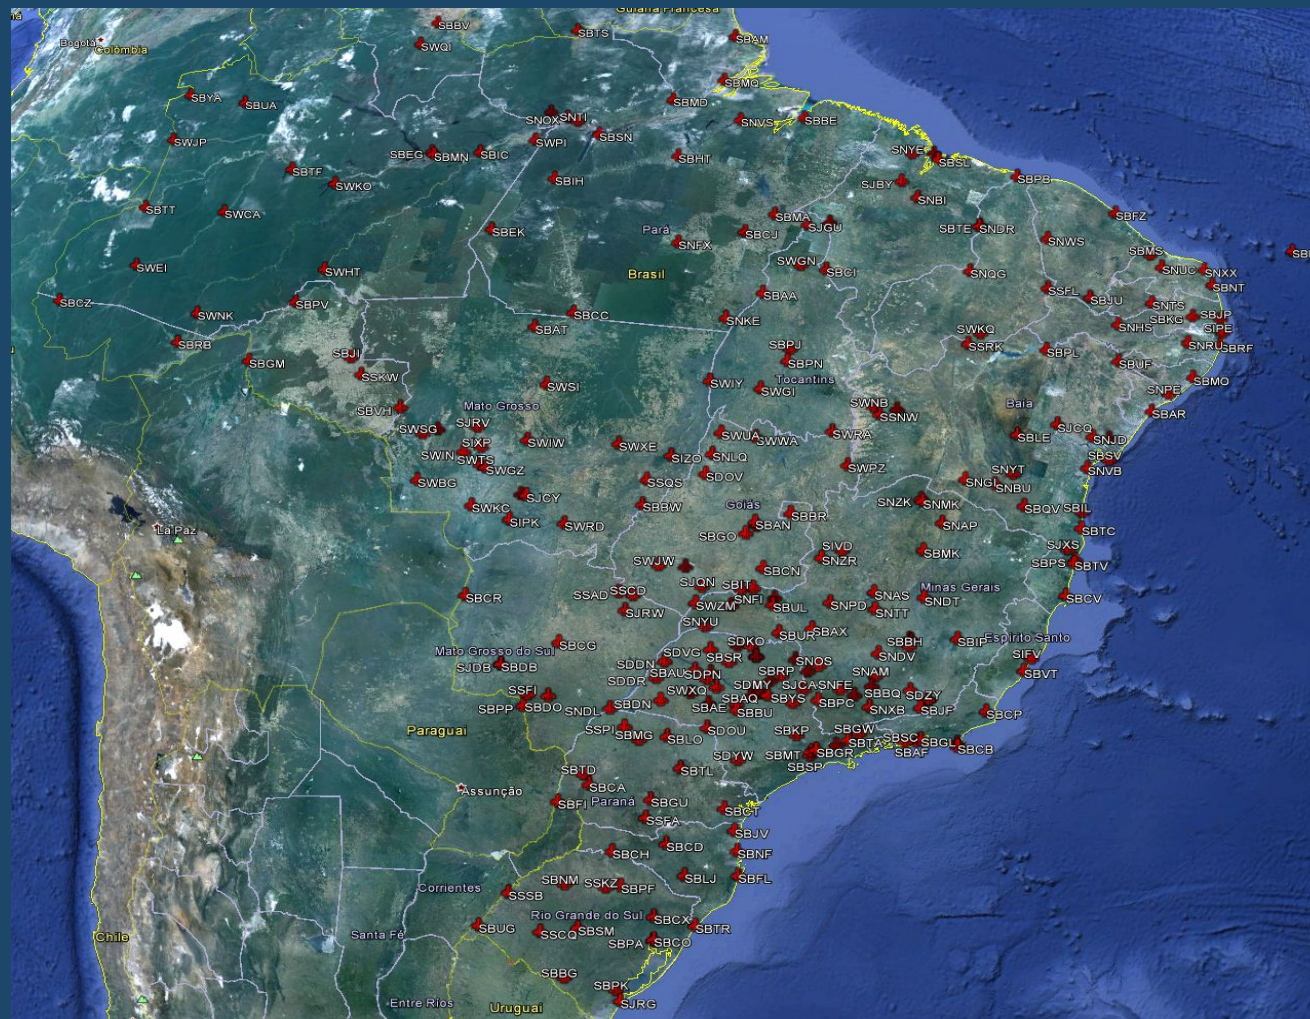 Guiana Francesa
SBBV
SBTS
SBAM
Bogotá
Colômbia
SWQI
SBMQ
SBYA
SBUA
SBMD
SNOX
SNTI
SNVS
SBBE
SWJP
SWPI
SBSN
SBEG
SBMN
SBIC
SBHT
SNYE
SBSL
SBTF
SWKO
SBIH
SJBY
SBPB
SNBI
SBTT
SWCA
SBMA
SBFZ
SBEK
Pará
SBCJ
SJGU
SBTE
SNDR
SNFX
SNWS
SBMS
SWEI
SWHT
Brasil
SWGN
SBCI
SNQG
SNUC
SNXX
SBNT
SBCZ
SBPV
SBAA
SSFL
SBJU
SNTS
SWNK
SBCC
SBAT
SNKE
SBKG
SBJP
SNHS
SIPE
SWKQ
SBRB
SBJI
SBPJ
SSRK
SBPL
SNRU
SBRF
SBGM
SBPN
SBUF
SSKW
SWSI
SWIY
Tocantins
SWGI
SBMO
SNPE
SBVH
Mato Grosso
SWNB
SSNW
Baía
SBAR
SJRV
SWSG
SJCQ
SIXP
SWIW
SWXE
SWUA
SWWA
SWRA
SBLE
SNJD
SWIN
SWTS
SIZO
SNLQ
SBSV
SWGZ
SWPZ
SNVB
SWBG
SSQS
SDOV
SNGI
SNYT
SNBU
SJCY
SNZK
SNMK
SWKC
SBBW
Goiás
SBBR
SBQV
SBIL
SIPK
SWRD
SBAN
SNAP
SBTC
SBGO
SIVD
SNZR
SBMK
SJXS
SBPS
SBTV
La Paz
SWJW
SBCN
SJQN
SBIT
Minas Gerais
SBCR
SSAD
SSCD
SNFI
SNAS
SNDT
SBCV
SJRW
SWZM
SBUL
SNPD
SNTT
SNYU
SBUR
SBAX
SBCG
SDKO
SBBH
SBIP
Espírito Santo
Mato Grosso do Sul
SDVG
SBSR
SNOS
SNDV
SIFV
SJDB
SBDB
SDDN
SBAU
SDPN
SBRP
SNAM
SBVT
SDDR
SSFI
SWXQ
SDMY
SJCA
SNFE
SBBQ
SDZY
SBPP
SBDO
SNDL
SBDN
SBAE
SBAQ
SBBU
SBYS
SBPC
SNXB
SBJF
SBCP
Paraguai
SSPI
SBMG
SBLO
SDOU
SBKP
SBGW
SBTA
SBSC
SBAF
SBGL
SBCB
SDYW
SBMT
SBGR
SBSP
SBTD
SBTL
Assunção
SBCA
SBFI
Paraná
SBGU
SBCT
SSFA
SBJV
SBCH
SBCD
SBNF
Corrientes
SSSB
SBNM
SSKZ
SBPF
SBLJ
SBFL
Rio Grande do Sul
SBCX
Chile
Santa Fé
SBUG
SSCQ
SBSM
SBPA
SBCO
SBTR
SBBG
SBPK
Entre Ríos
Uruguai
SJRG